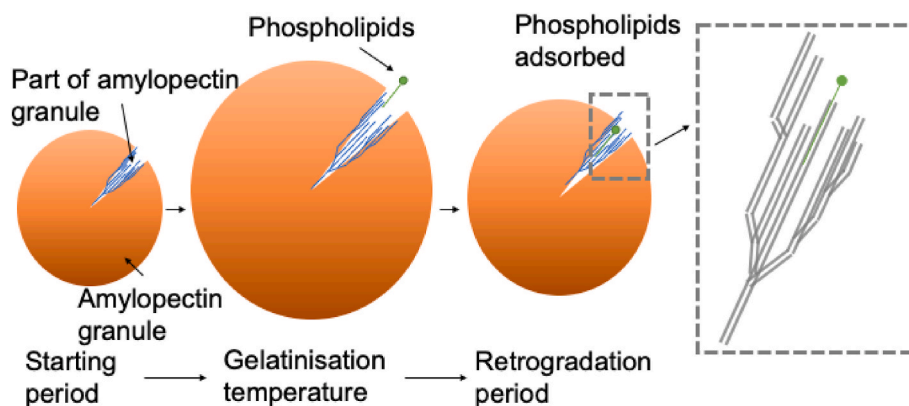 Phospholipids
Phospholipids
adsorbed
Part of amylopectin
granule
Amylopectin
granule
Starting
period
Gelatinisation
temperature
Retrogradation
period